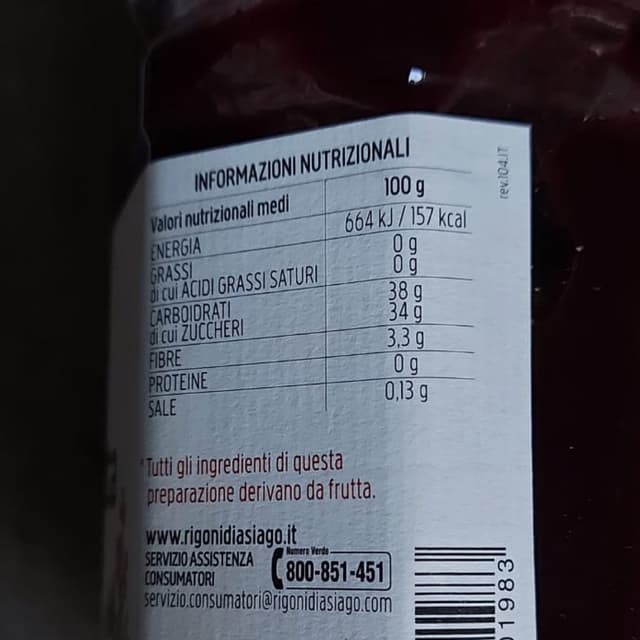 INFORMAZIONI NUTRIZIONALI
Valori nutrizionali medi 100 g
ENERGIA 664 kJ / 157 kcal
GRASSI 0 g
di cui ACIDI GRASSI SATURI 0 g
CARBOIDRATI 38 g
di cui ZUCCHERI 34 g
FIBRE 3,3 g
PROTEINE 0 g
SALE 0,13 g
*Tutti gli ingredienti di questa
preparazione derivano da frutta.
www.rigonidiasiago.it
SERVIZIO ASSISTENZA
CONSUMATORI
Numero Verde
800-851-451
servizio.consumatori@rigonidiasiago.com
rev.104.IT
01983